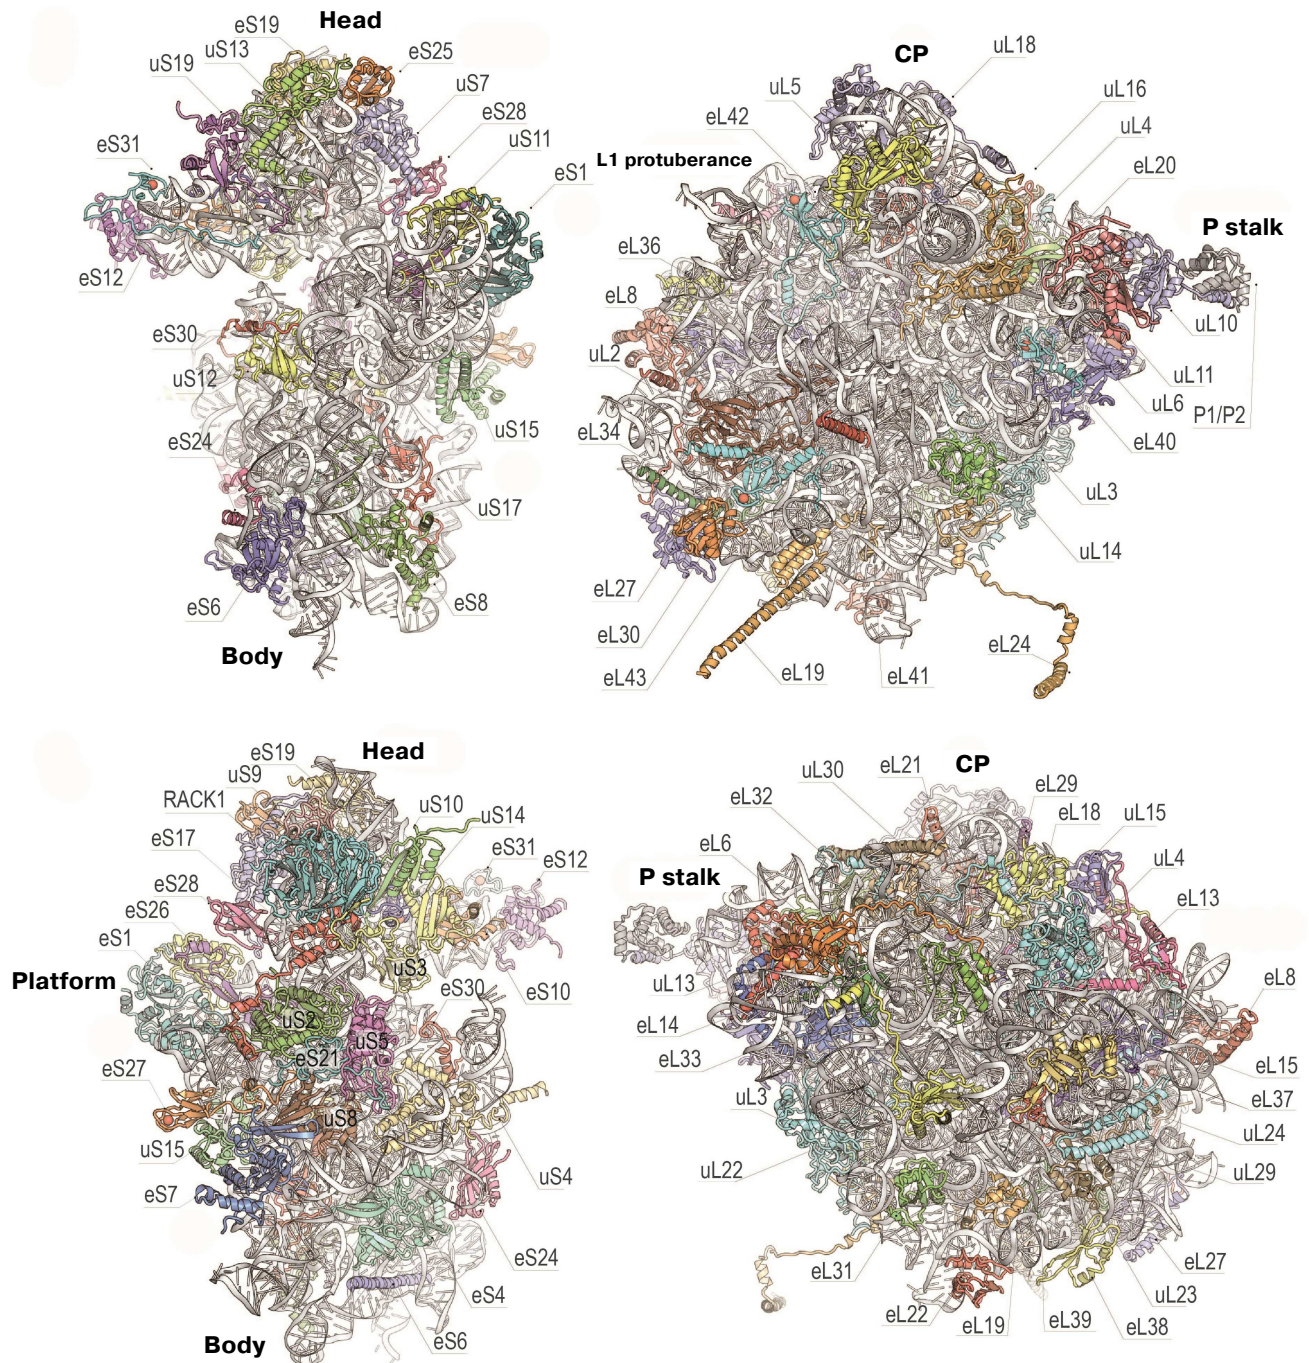 Head
eS19
uS13
uS19
eS25
uS7
eS28
uS11
eS31
eS1
eS12
eS30
uS12
eS24
uS15
uS17
eS6
eS8
Body
CP
uL18
uL5
uL16
eL42
uL4
L1 protuberance
eL20
P stalk
eL36
eL8
uL10
uL2
uL11
uL6
P1/P2
eL34
eL40
uL3
uL14
eL27
eL30
eL24
eL43
eL19
eL41
Head
eS19
uS9
RACK1
uS10
uS14
eS17
eS31
eS12
eS28
eS26
eS1
Platform
uS3
eS10
eS30
uS2
uS5
eS21
eS27
uS8
uS15
uS4
eS7
eS24
eS4
eS6
Body
CP
eL21
uL30
eL29
eL32
eL18
uL15
eL6
uL4
P stalk
eL13
eL8
uL13
eL14
eL33
eL15
uL3
eL37
uL24
uL22
uL29
eL31
eL27
uL23
eL22
eL19
eL39
eL38